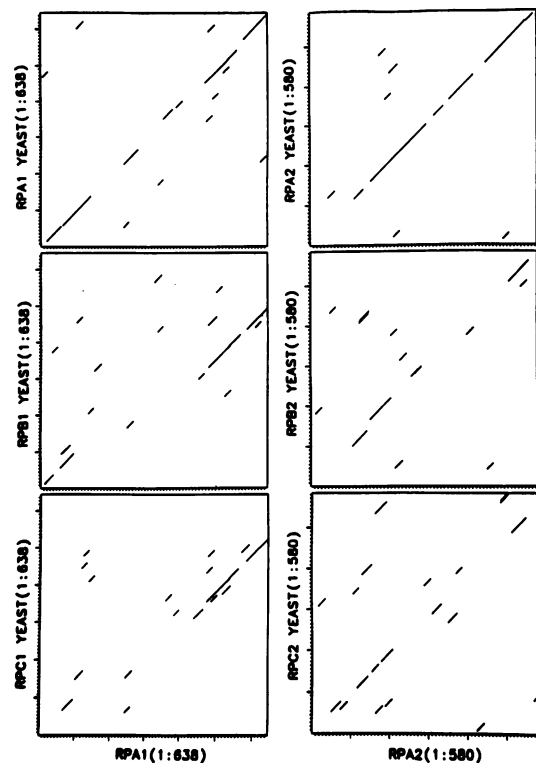 RPA1 YEAST(1:638)
RPA2 YEAST(1:580)
RPB1 YEAST(1:638)
RPB2 YEAST(1:580)
RPC1 YEAST(1:638)
RPC2 YEAST(1:580)
RPA1(1:638)
RPA2(1:580)